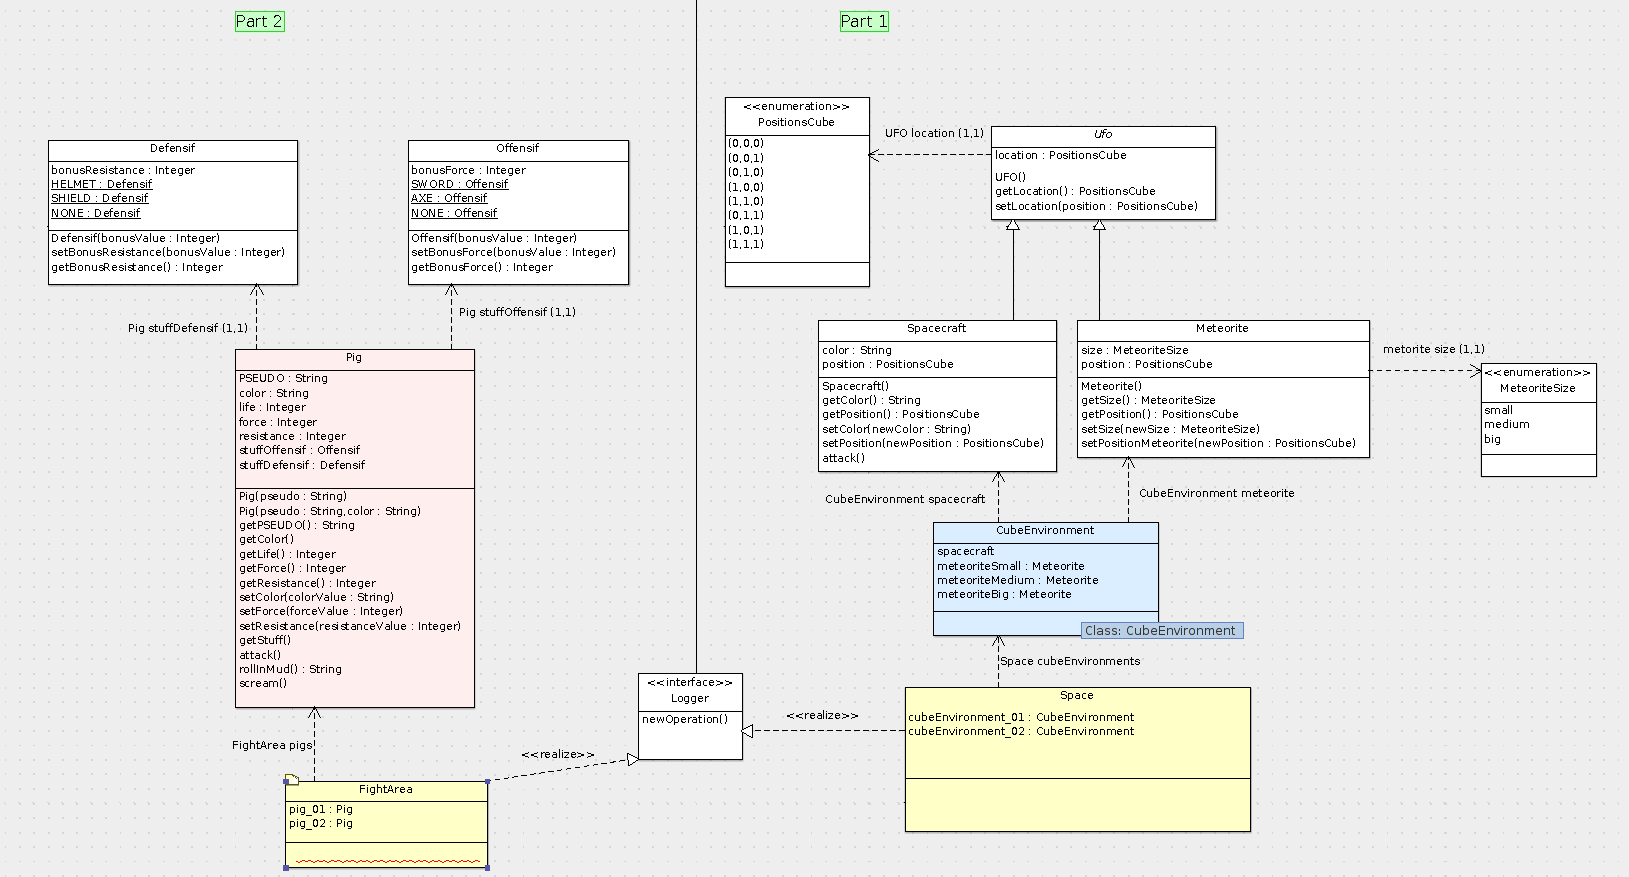 Part 2
Part 1
Defensif
bonusResistance : Integer
HELMET : Defensif
SHIELD : Defensif
NONE : Defensif
Defensif(bonusValue : Integer)
setBonusResistance(bonusValue : Integer)
getBonusResistance() : Integer
Offensif
bonusForce : Integer
SWORD : Offensif
AXE : Offensif
NONE : Offensif
Offensif(bonusValue : Integer)
setBonusForce(bonusValue : Integer)
getBonusForce() : Integer
Pig stuffDefensif (1,1)
Pig stuffOffensif (1,1)
Pig
PSEUDO : String
color : String
life : Integer
force : Integer
resistance : Integer
stuffOffensif : Offensif
stuffDefensif : Defensif
Pig(pseudo : String)
Pig(pseudo : String,color : String)
getPSEUDO() : String
getColor()
getLife() : Integer
getForce() : Integer
getResistance() : Integer
setColor(colorValue : String)
setForce(forceValue : Integer)
setResistance(resistanceValue : Integer)
getStuff()
attack()
rollInMud() : String
scream()
FightArea pigs
<<realize>>
FightArea
pig_01 : Pig
pig_02 : Pig
<<interface>>
Logger
newOperation()
<<enumeration>>
PositionsCube
(0,0,0)
(0,0,1)
(0,1,0)
(1,0,0)
(1,1,0)
(0,1,1)
(1,0,1)
(1,1,1)
UFO location (1,1)
Ufo
location : PositionsCube
UFO()
getLocation() : PositionsCube
setLocation(position : PositionsCube)
Spacecraft
color : String
position : PositionsCube
Spacecraft()
getColor() : String
getPosition() : PositionsCube
setColor(newColor : String)
setPosition(newPosition : PositionsCube)
attack()
Meteorite
size : MeteoriteSize
position : PositionsCube
Meteorite()
getSize() : MeteoriteSize
getPosition() : PositionsCube
setSize(newSize : MeteoriteSize)
setPositionMeteorite(newPosition : PositionsCube)
metorite size (1,1)
<<enumeration>>
MeteoriteSize
small
medium
big
CubeEnvironment spacecraft
CubeEnvironment meteorite
CubeEnvironment
spacecraft
meteoriteSmall : Meteorite
meteoriteMedium : Meteorite
meteoriteBig : Meteorite
Class: CubeEnvironment
Space cubeEnvironments
<<realize>>
Space
cubeEnvironment_01 : CubeEnvironment
cubeEnvironment_02 : CubeEnvironment